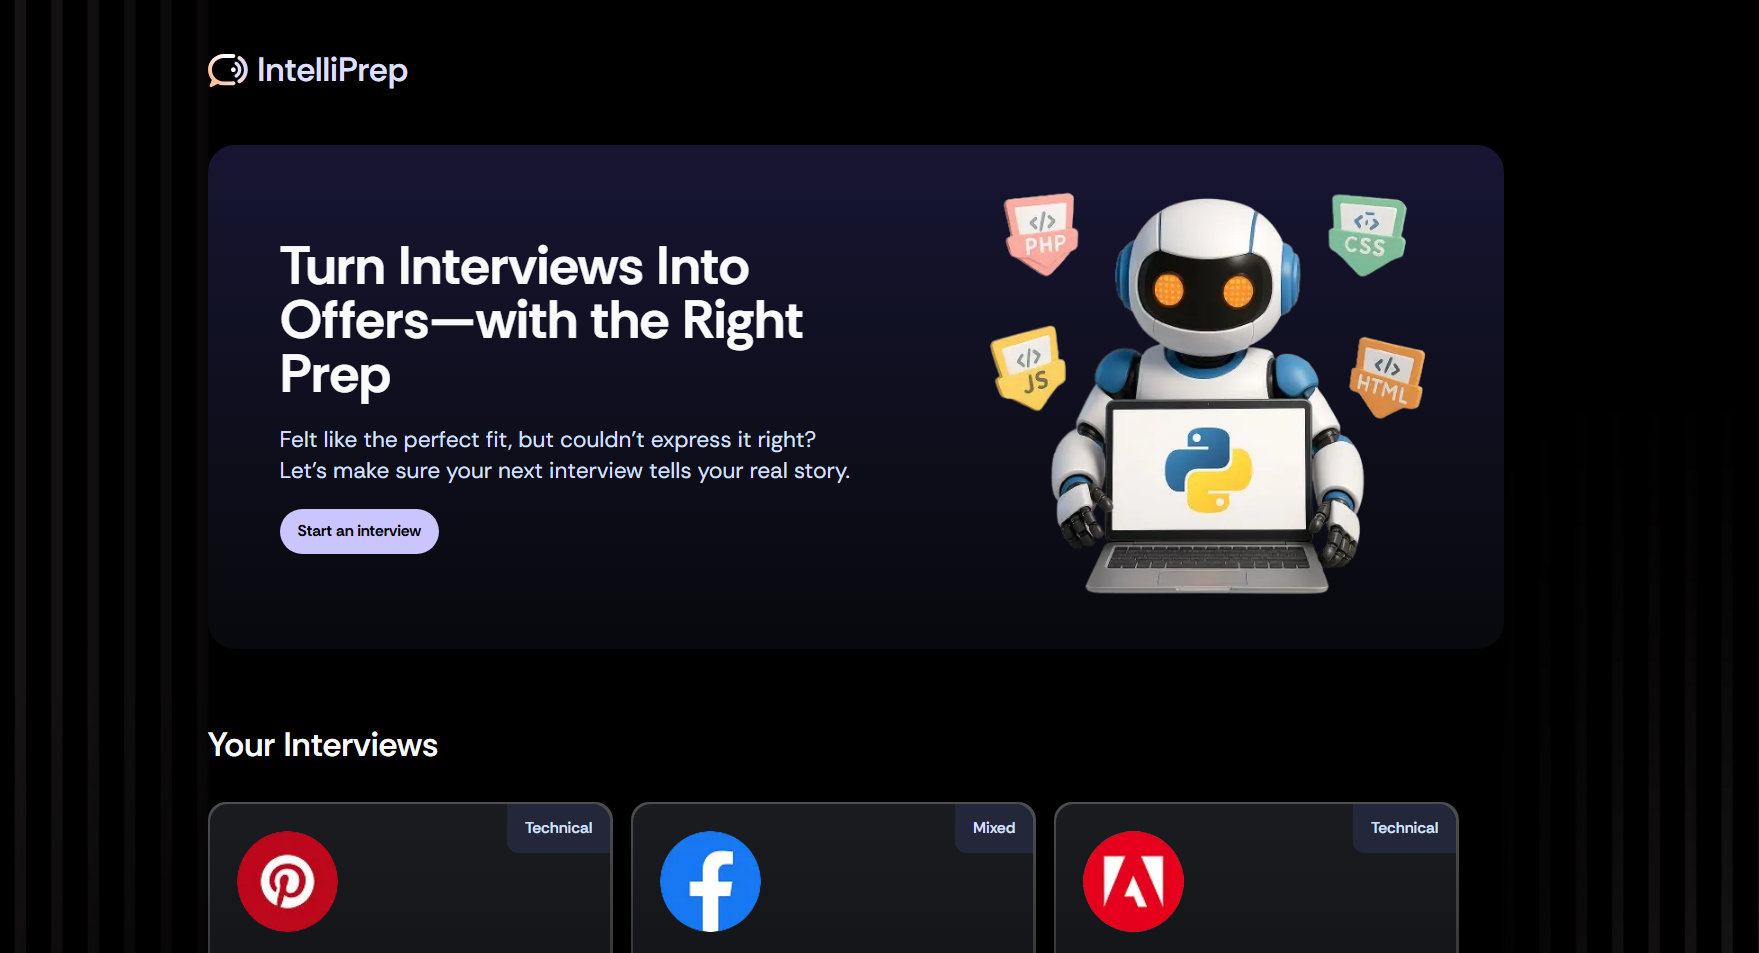 IntelliPrep
Turn Interviews Into
Offers—with the Right
Prep
Felt like the perfect fit, but couldn’t express it right?
Let’s make sure your next interview tells your real story.
Start an interview
</> PHP
</> CSS
</> JS
</> HTML
Your Interviews
Technical
Mixed
Technical